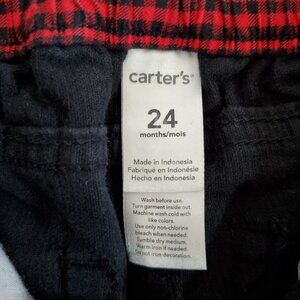 carter's®
24
months/mois
Made in Indonesia
Fabriqué en Indonésie
Hecho en Indonesia
Wash before use.
Turn garment inside out.
Machine wash cold with
like colors.
Use only non-chlorine
bleach when needed.
Tumble dry medium.
Warm iron if needed.
Do not iron decoration.